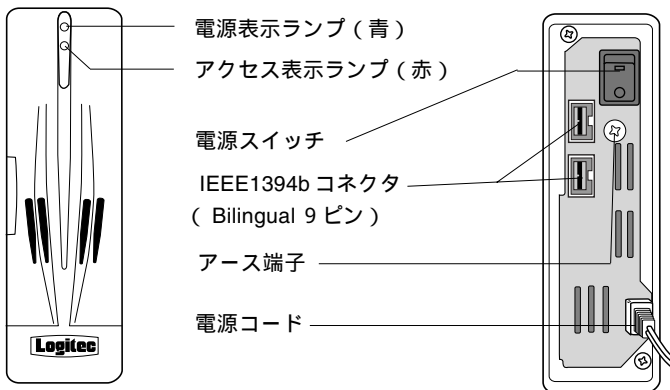 電源表示ランプ ( 青 )
アクセス表示ランプ ( 赤 )
電源スイッチ
IEEE1394b コネクタ
( Bilingual 9 ピン )
アース端子
電源コード
Logitec